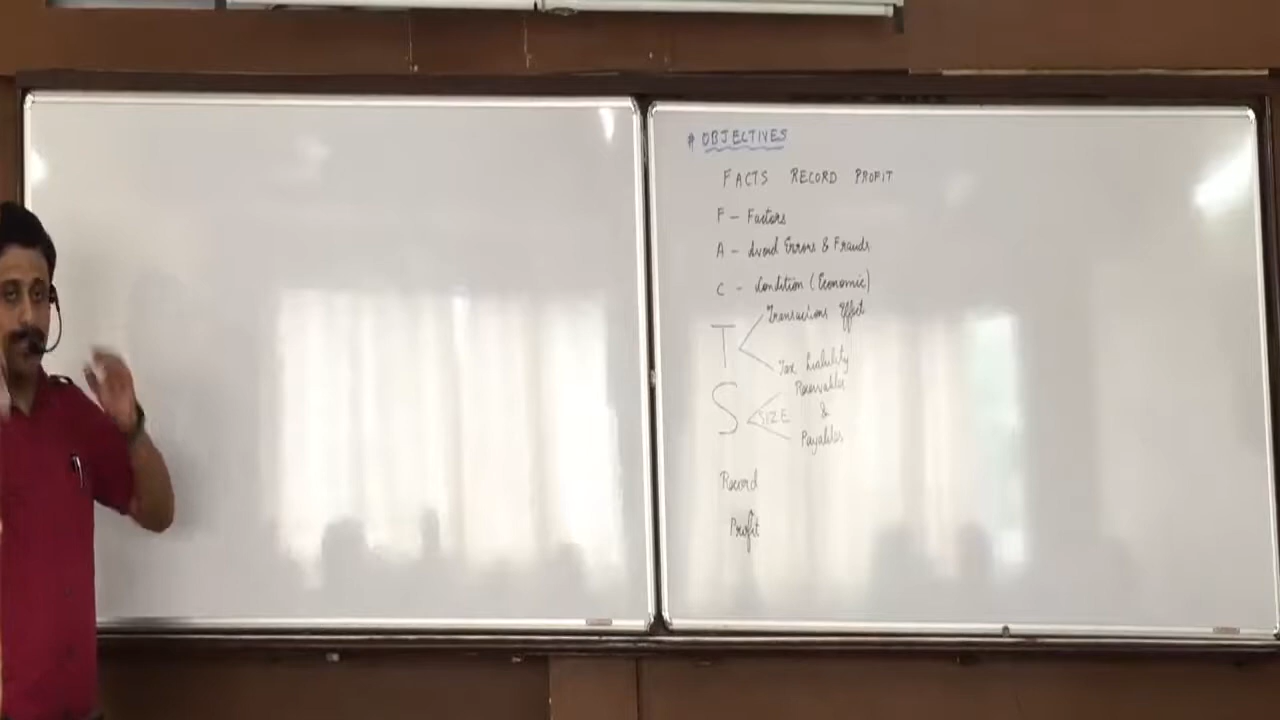 # OBJECTIVES
FACTS RECORD PROFIT
F - Factors
A - Avoid Errors & Frauds
C - Condition (Economic)
Transactions Effect
T
Tax Liability
Receivables
S SIZE &
Payables
Record
Profit